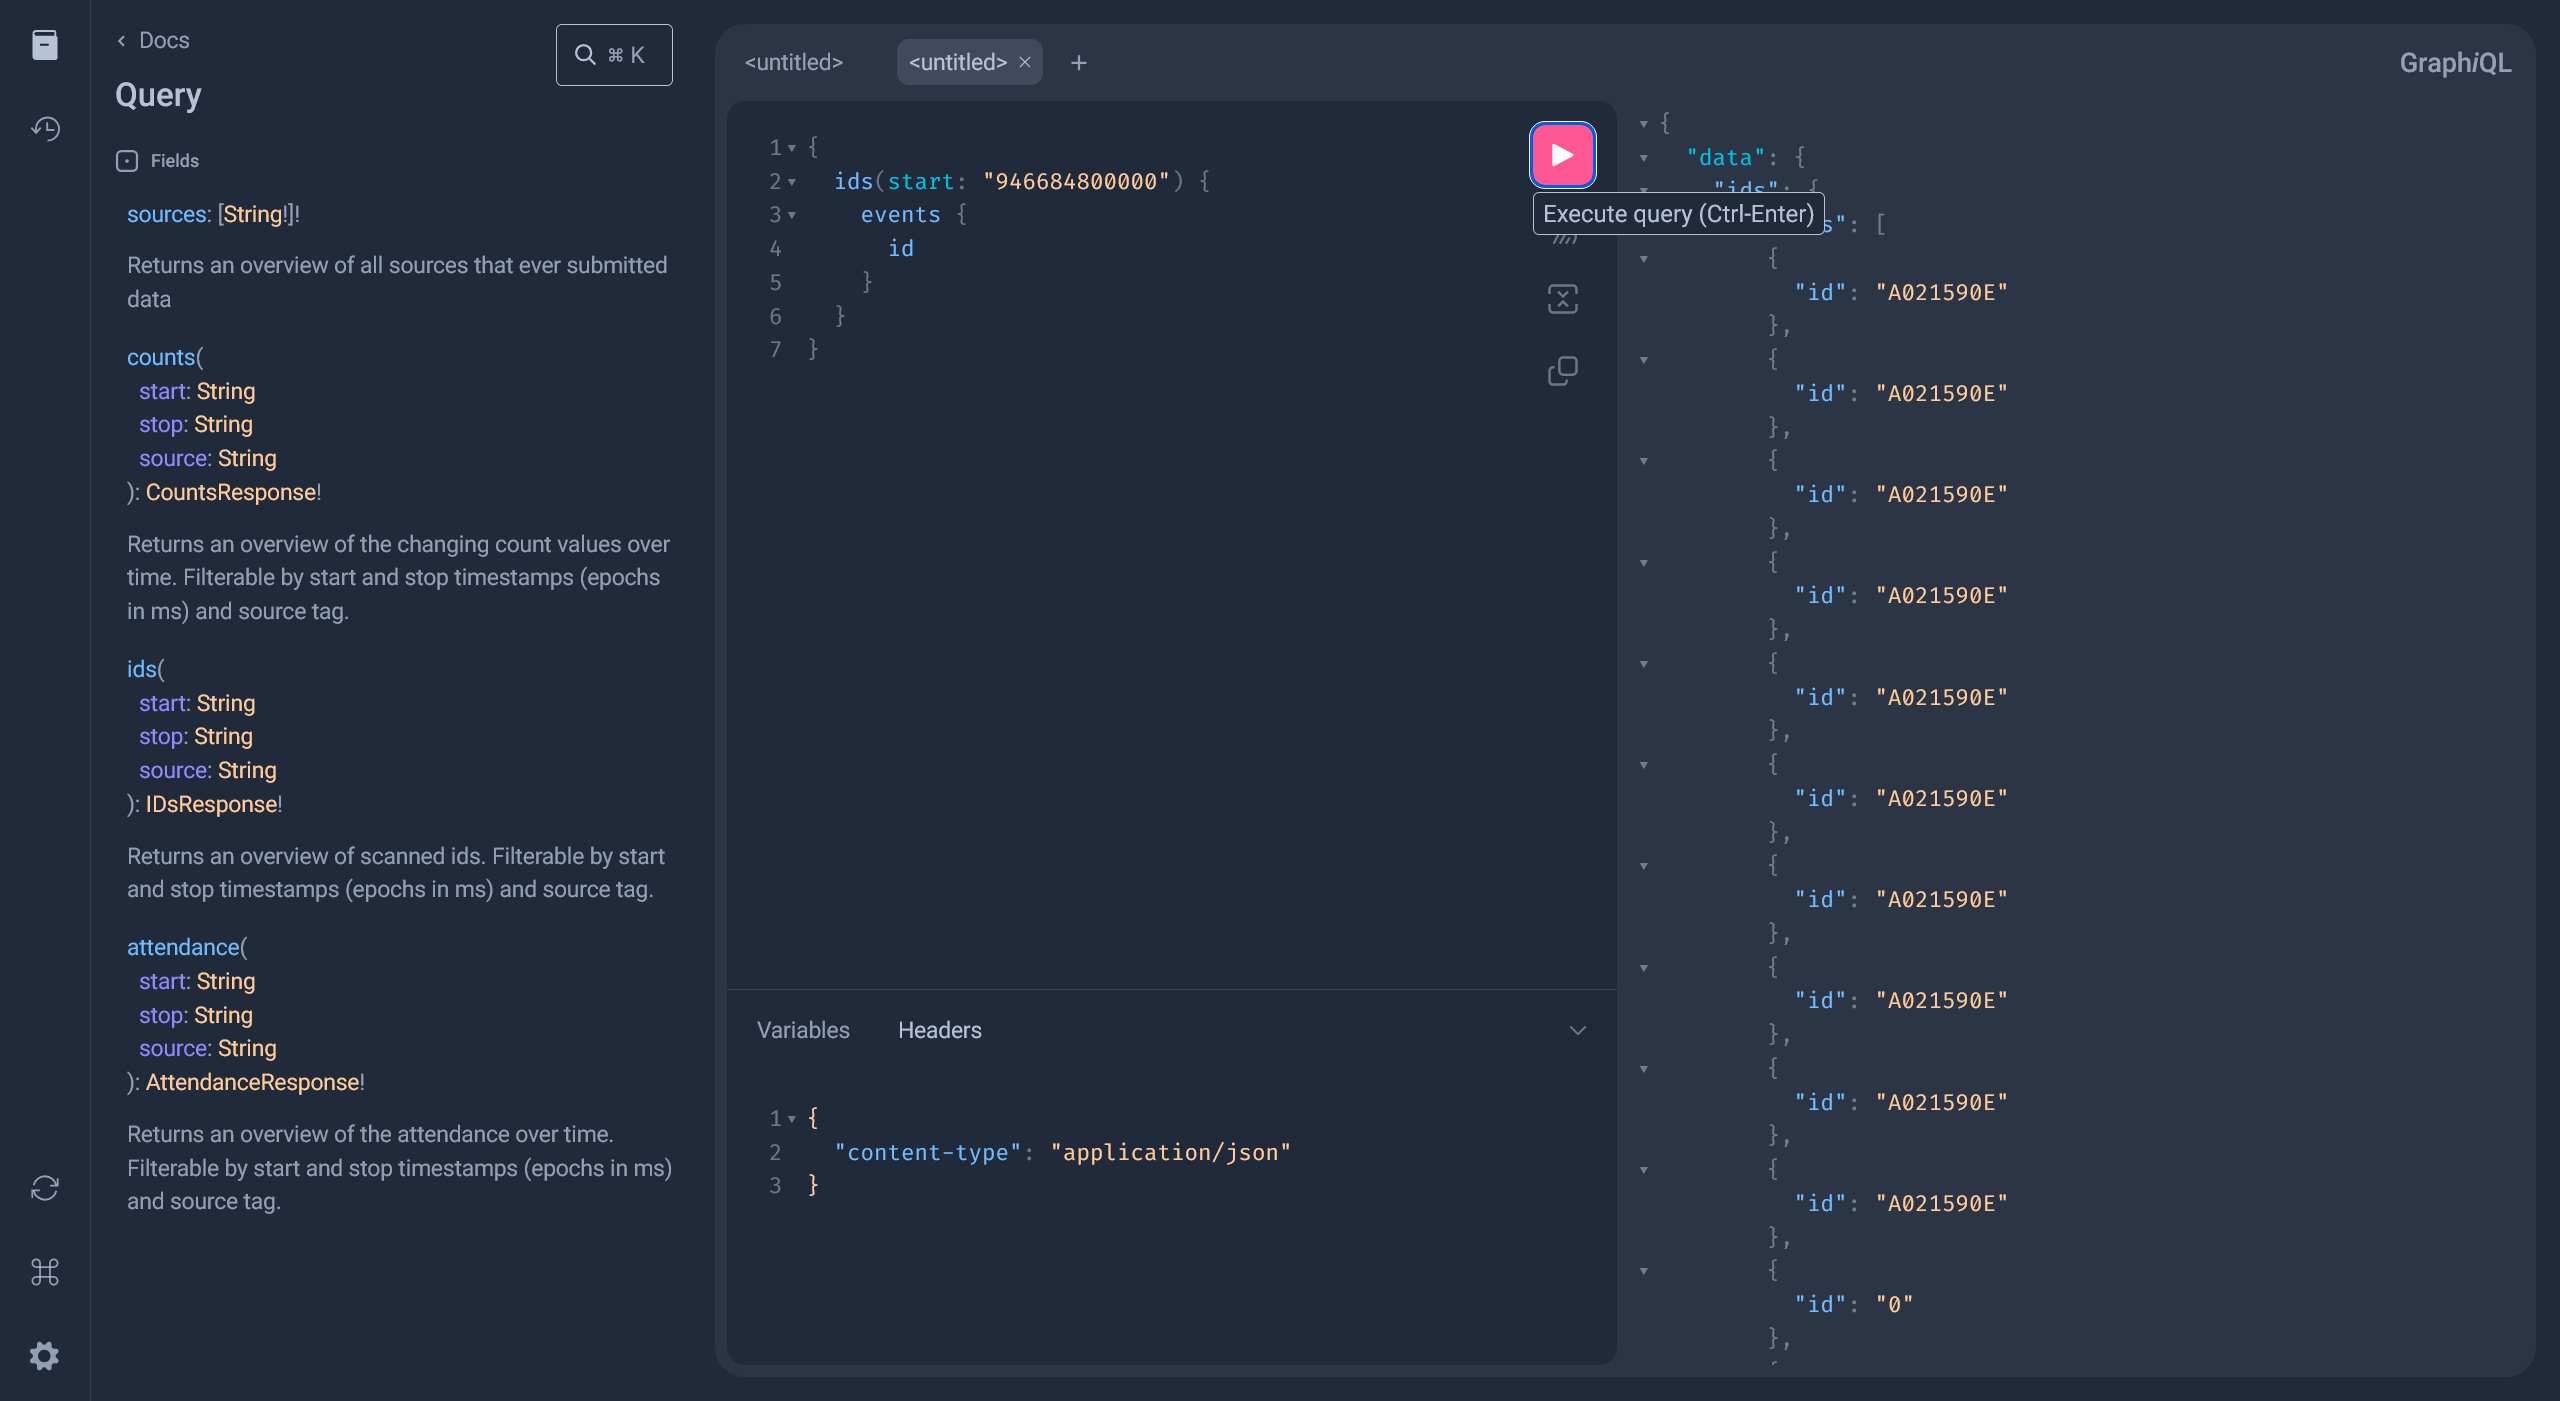 Docs
⌘ K
Query
Fields
sources: [String!]!
Returns an overview of all sources that ever submitted
data
counts(
start: String
stop: String
source: String
): CountsResponse!
Returns an overview of the changing count values over
time. Filterable by start and stop timestamps (epochs
in ms) and source tag.
ids(
start: String
stop: String
source: String
): IDsResponse!
Returns an overview of scanned ids. Filterable by start
and stop timestamps (epochs in ms) and source tag.
attendance(
start: String
stop: String
source: String
): AttendanceResponse!
Returns an overview of the attendance over time.
Filterable by start and stop timestamps (epochs in ms)
and source tag.
<untitled>
<untitled>
GraphiQL
1 {
2 ids(start: "946684800000") {
3 events {
4 id
5 }
6 }
7 }
Execute query (Ctrl-Enter)
Variables
Headers
1 {
2 "content-type": "application/json"
3 }
{
"data": {
"ids": {
s": [
{
"id": "A021590E"
},
{
"id": "A021590E"
},
{
"id": "A021590E"
},
{
"id": "A021590E"
},
{
"id": "A021590E"
},
{
"id": "A021590E"
},
{
"id": "A021590E"
},
{
"id": "A021590E"
},
{
"id": "A021590E"
},
{
"id": "A021590E"
},
{
"id": "0"
},